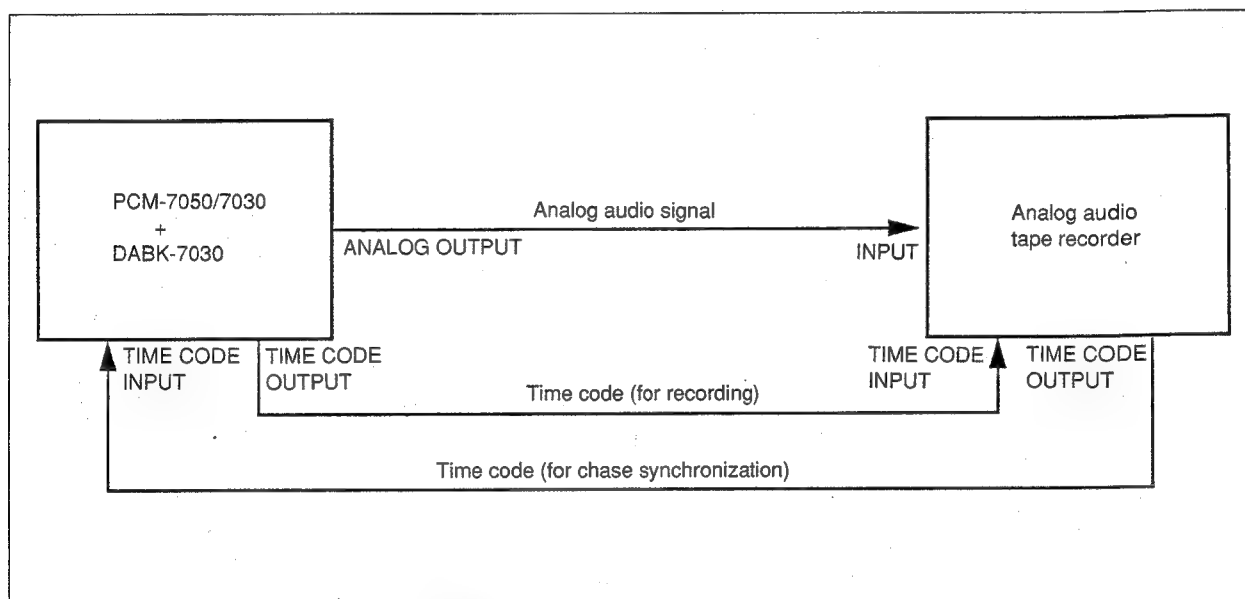 PCM-7050/7030
+
DABK-7030
Analog audio signal
ANALOG OUTPUT
INPUT
Analog audio
tape recorder
TIME CODE
INPUT
TIME CODE
OUTPUT
TIME CODE
INPUT
TIME CODE
OUTPUT
Time code (for recording)
Time code (for chase synchronization)